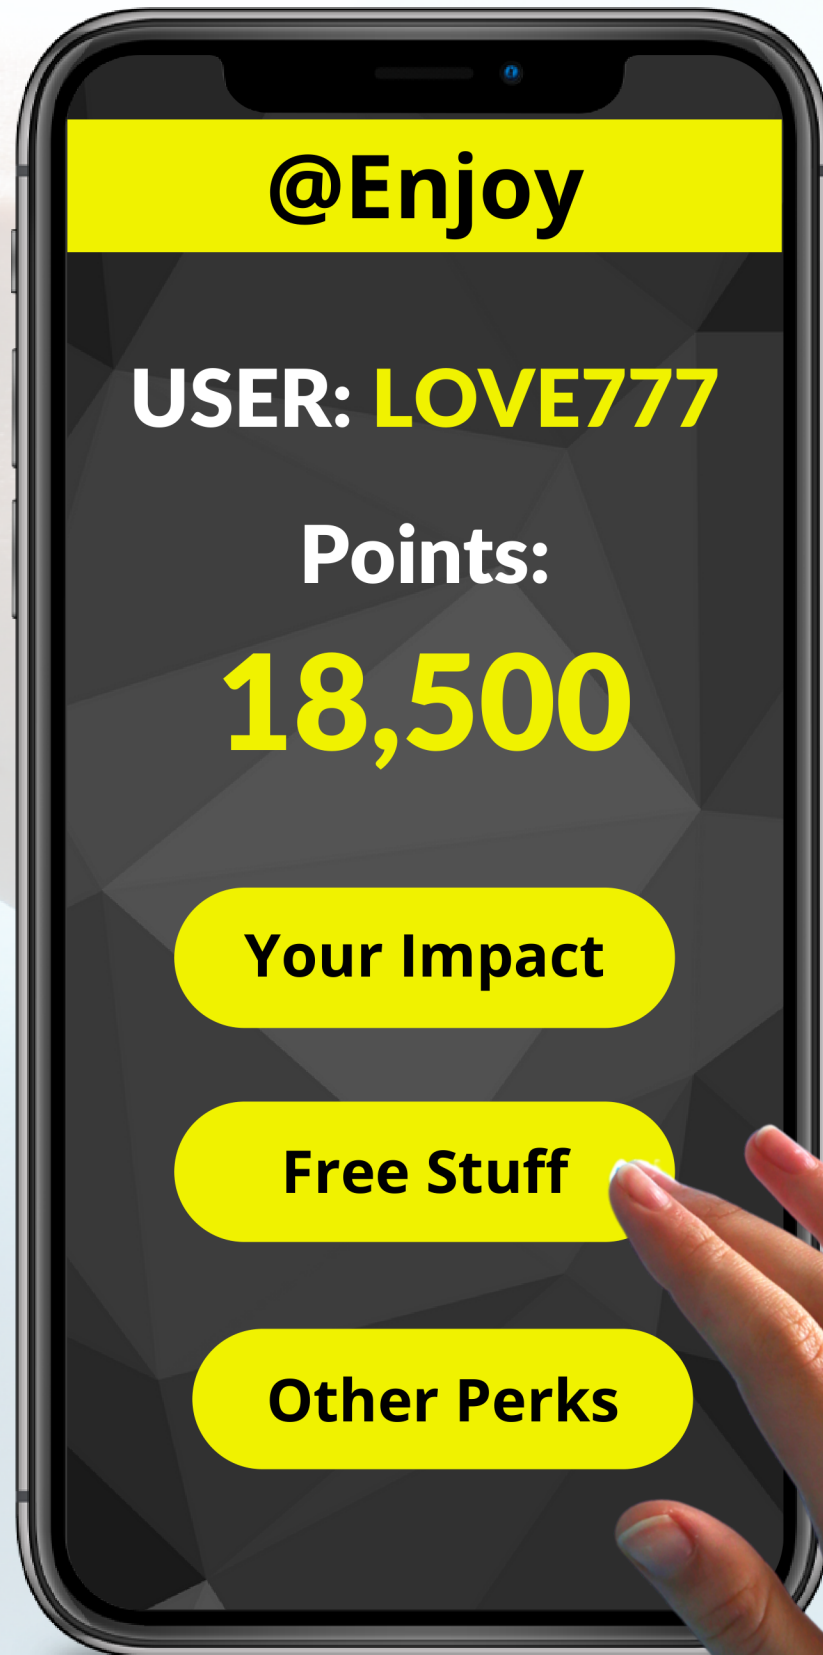 @Enjoy
USER: LOVE777
Points:
18,500
Your Impact
Free Stuff
Other Perks